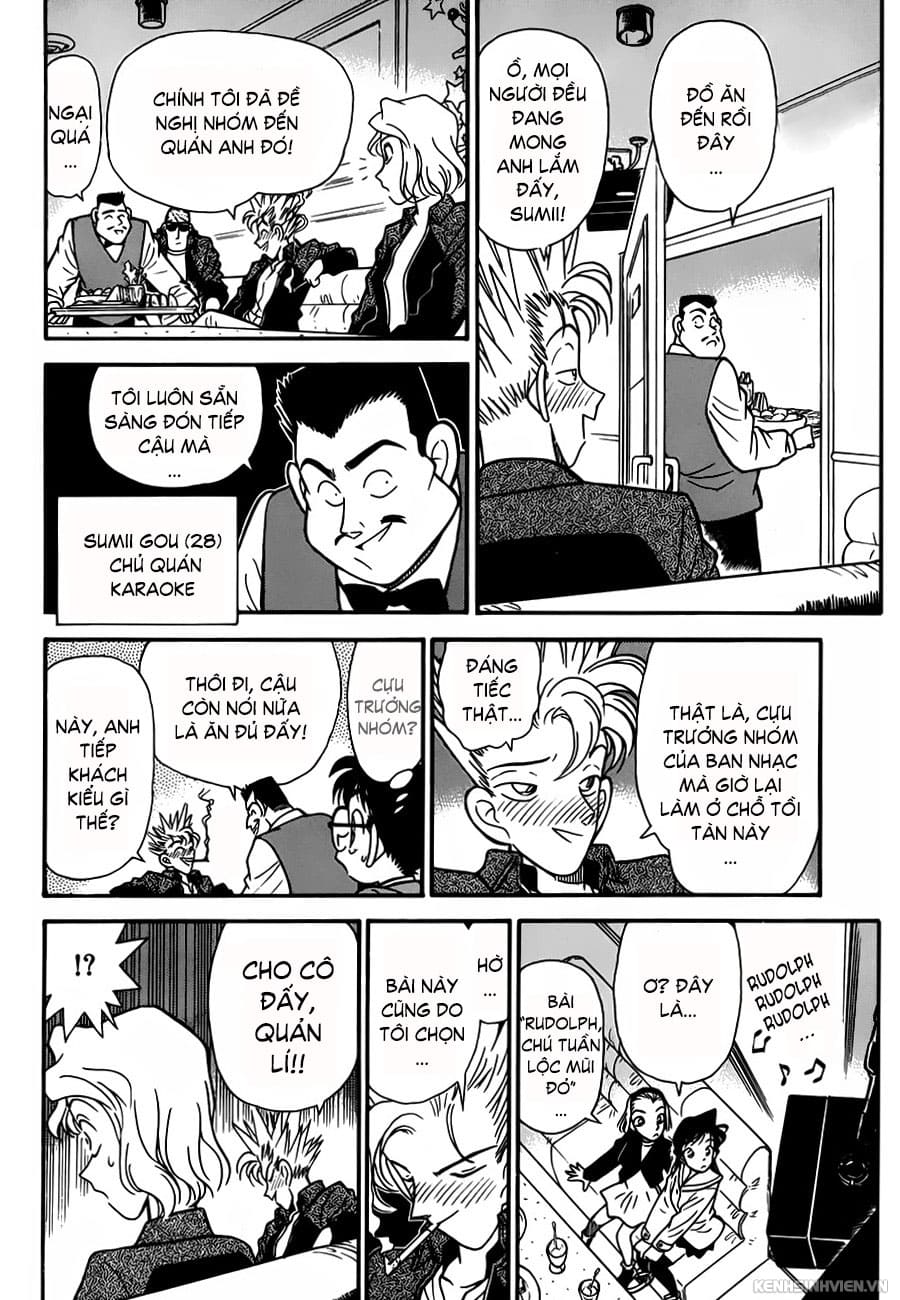 ĐỒ ĂN
ĐẾN RỒI
ĐÂY
...
Ồ, MỌI
NGƯỜI ĐỀU
ĐANG
MONG
ANH LẮM
ĐẤY,
SUMII!
CHÍNH TÔI ĐÃ ĐỀ
NGHỊ NHÓM ĐẾN
QUÁN ANH ĐÓ!
NGẠI
QUÁ
...
TÔI LUÔN SẴN
SÀNG ĐÓN TIẾP
CẬU MÀ
...
SUMII GOU (28)
CHỦ QUÁN
KARAOKE
THẬT LÀ, CỰU
TRƯỞNG NHÓM
CỦA BAN NHẠC
MÀ GIỜ LẠI
LÀM Ở CHỖ TỒI
TÀN NÀY
...
ĐÁNG
TIẾC
THẬT...
CỰU
TRƯỞNG
NHÓM?
THÔI ĐI, CẬU
CÒN NÓI NỮA
LÀ ĂN ĐỦ ĐẤY!
NÀY, ANH
TIẾP
KHÁCH
KIỂU GÌ
THẾ?
RUDOLPH
RUDOLPH
RUDOLPH
...
Ơ? ĐÂY
LÀ...
BÀI
"RUDOLPH,
CHÚ TUẦN
LỘC MŨI
ĐỎ"
...
HỜ
BÀI NÀY
CŨNG DO
TÔI CHỌN
...
CHO CÔ
ĐẤY,
QUẢN
LÍ!!
!?
KENHSINHVIEN.VN